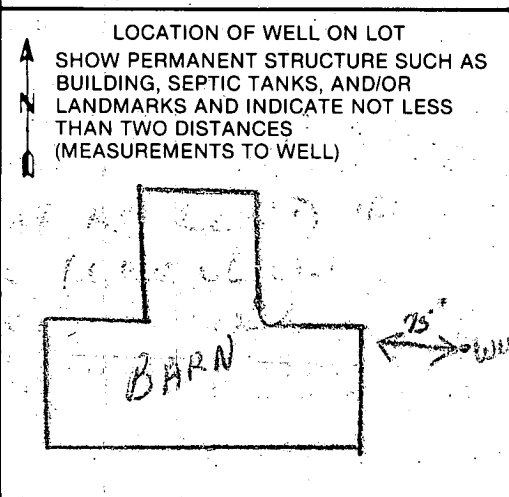 LOCATION OF WELL ON LOT
SHOW PERMANENT STRUCTURE SUCH AS
BUILDING, SEPTIC TANKS, AND/OR
N LANDMARKS AND INDICATE NOT LESS
THAN TWO DISTANCES
(MEASUREMENTS TO WELL)
75'
BARN